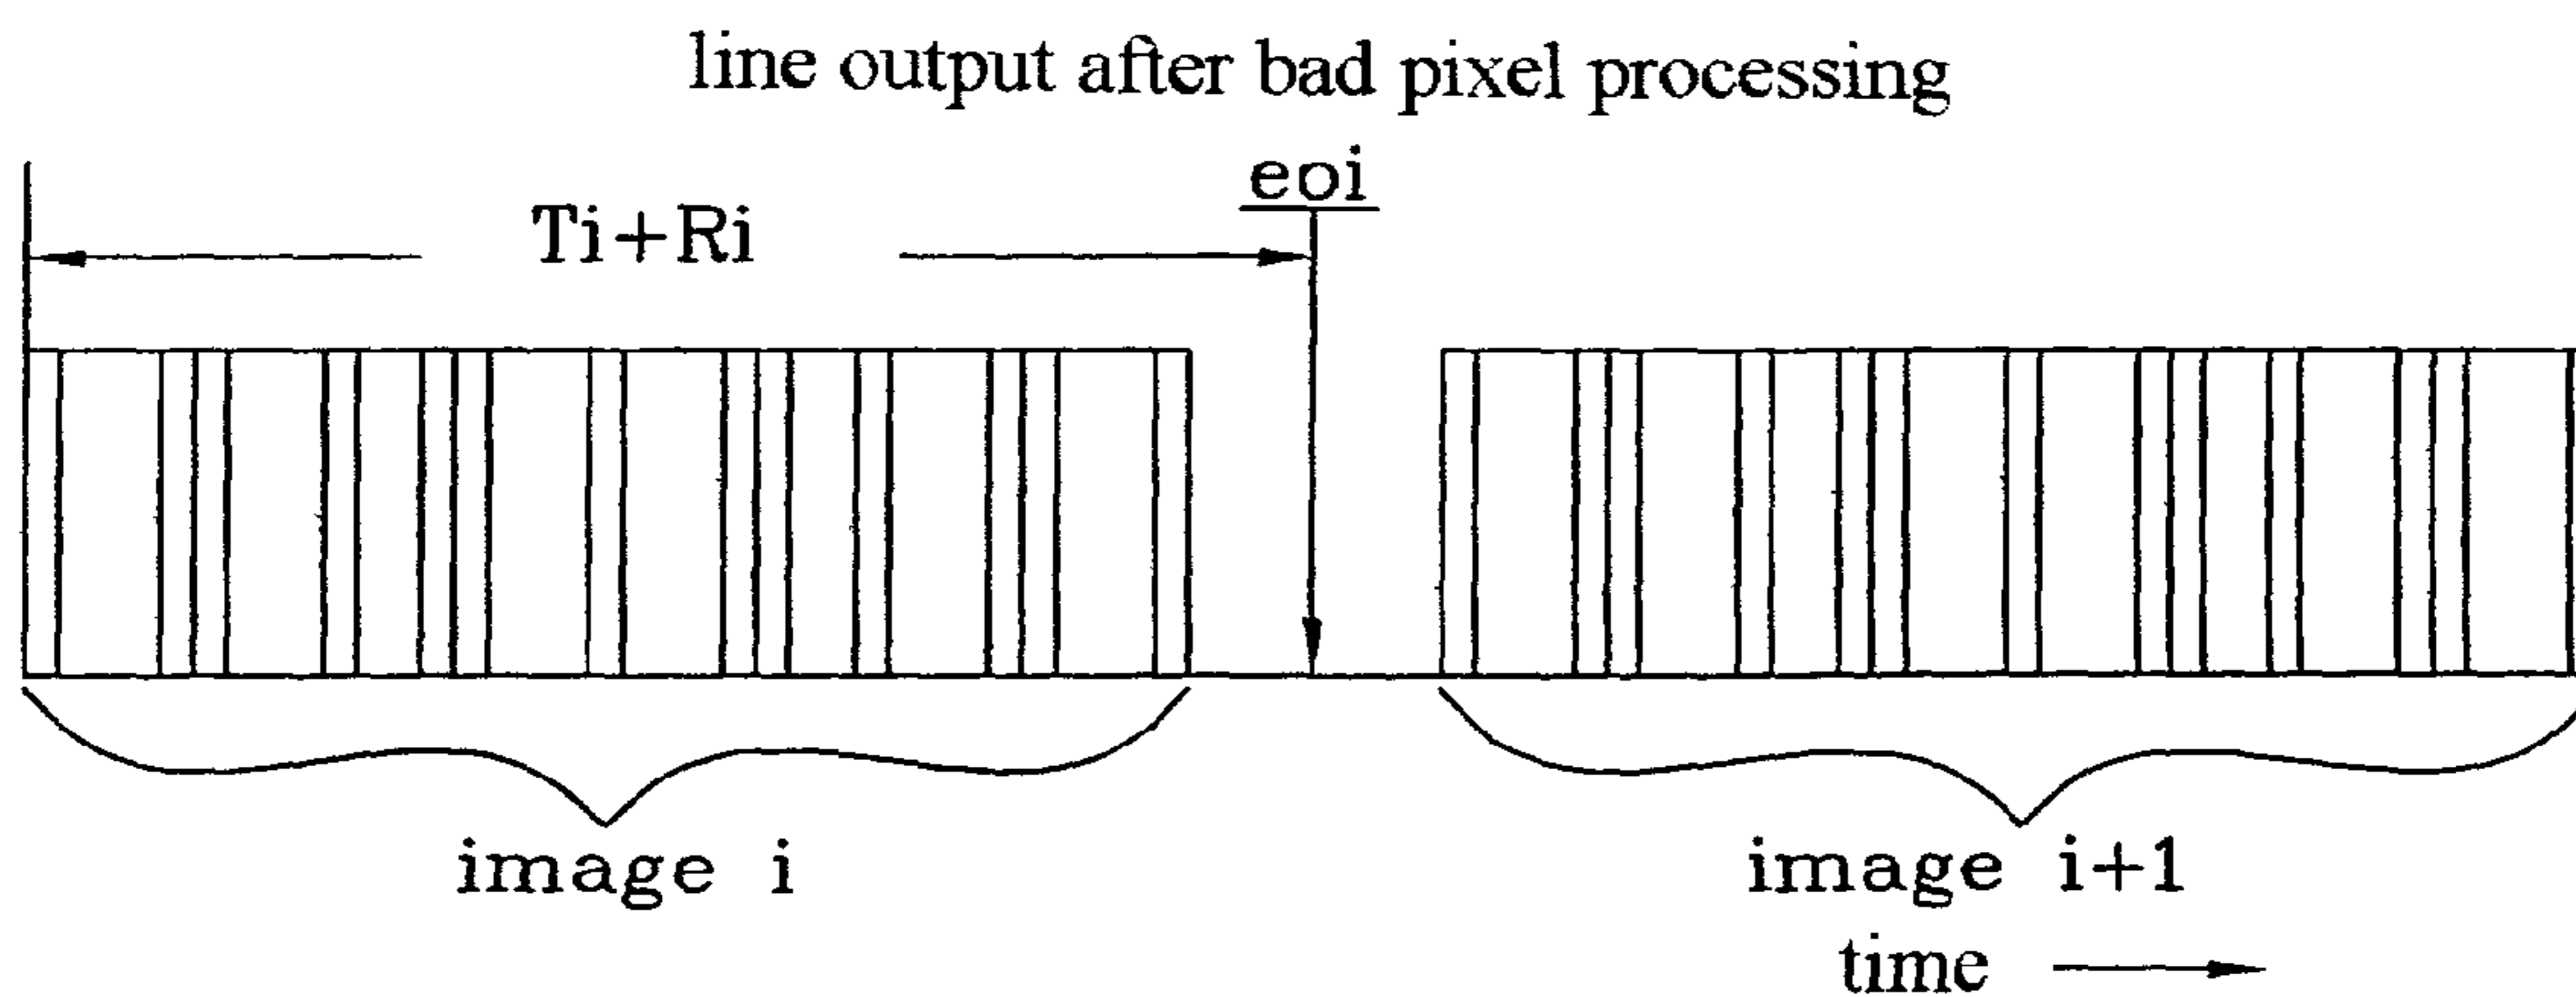 line output after bad pixel processing
eoi
Ti+Ri
image i
image i+1
time